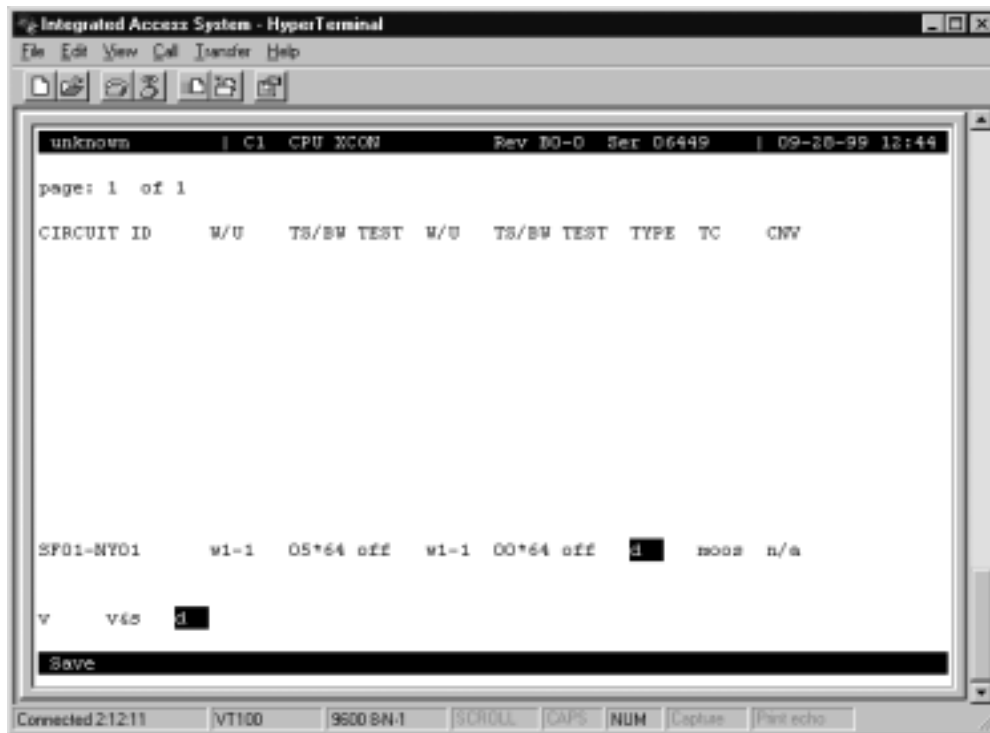 Integrated Access System - HyperTerminal
File Edit View Call Transfer Help
unknown | C1 CPU XCON Rev B0-0 Ser 06449 | 09-28-99 12:44
page: 1 of 1
CIRCUIT ID W/U TS/BW TEST W/U TS/BW TEST TYPE TC CNV
SF01-NY01 w1-1 05*64 off w1-1 00*64 off d moos n/a
v v&s d
Save
Connected 2:12:11 VT100 9600 8-N-1 SCROLL CAPS NUM Capture Print echo